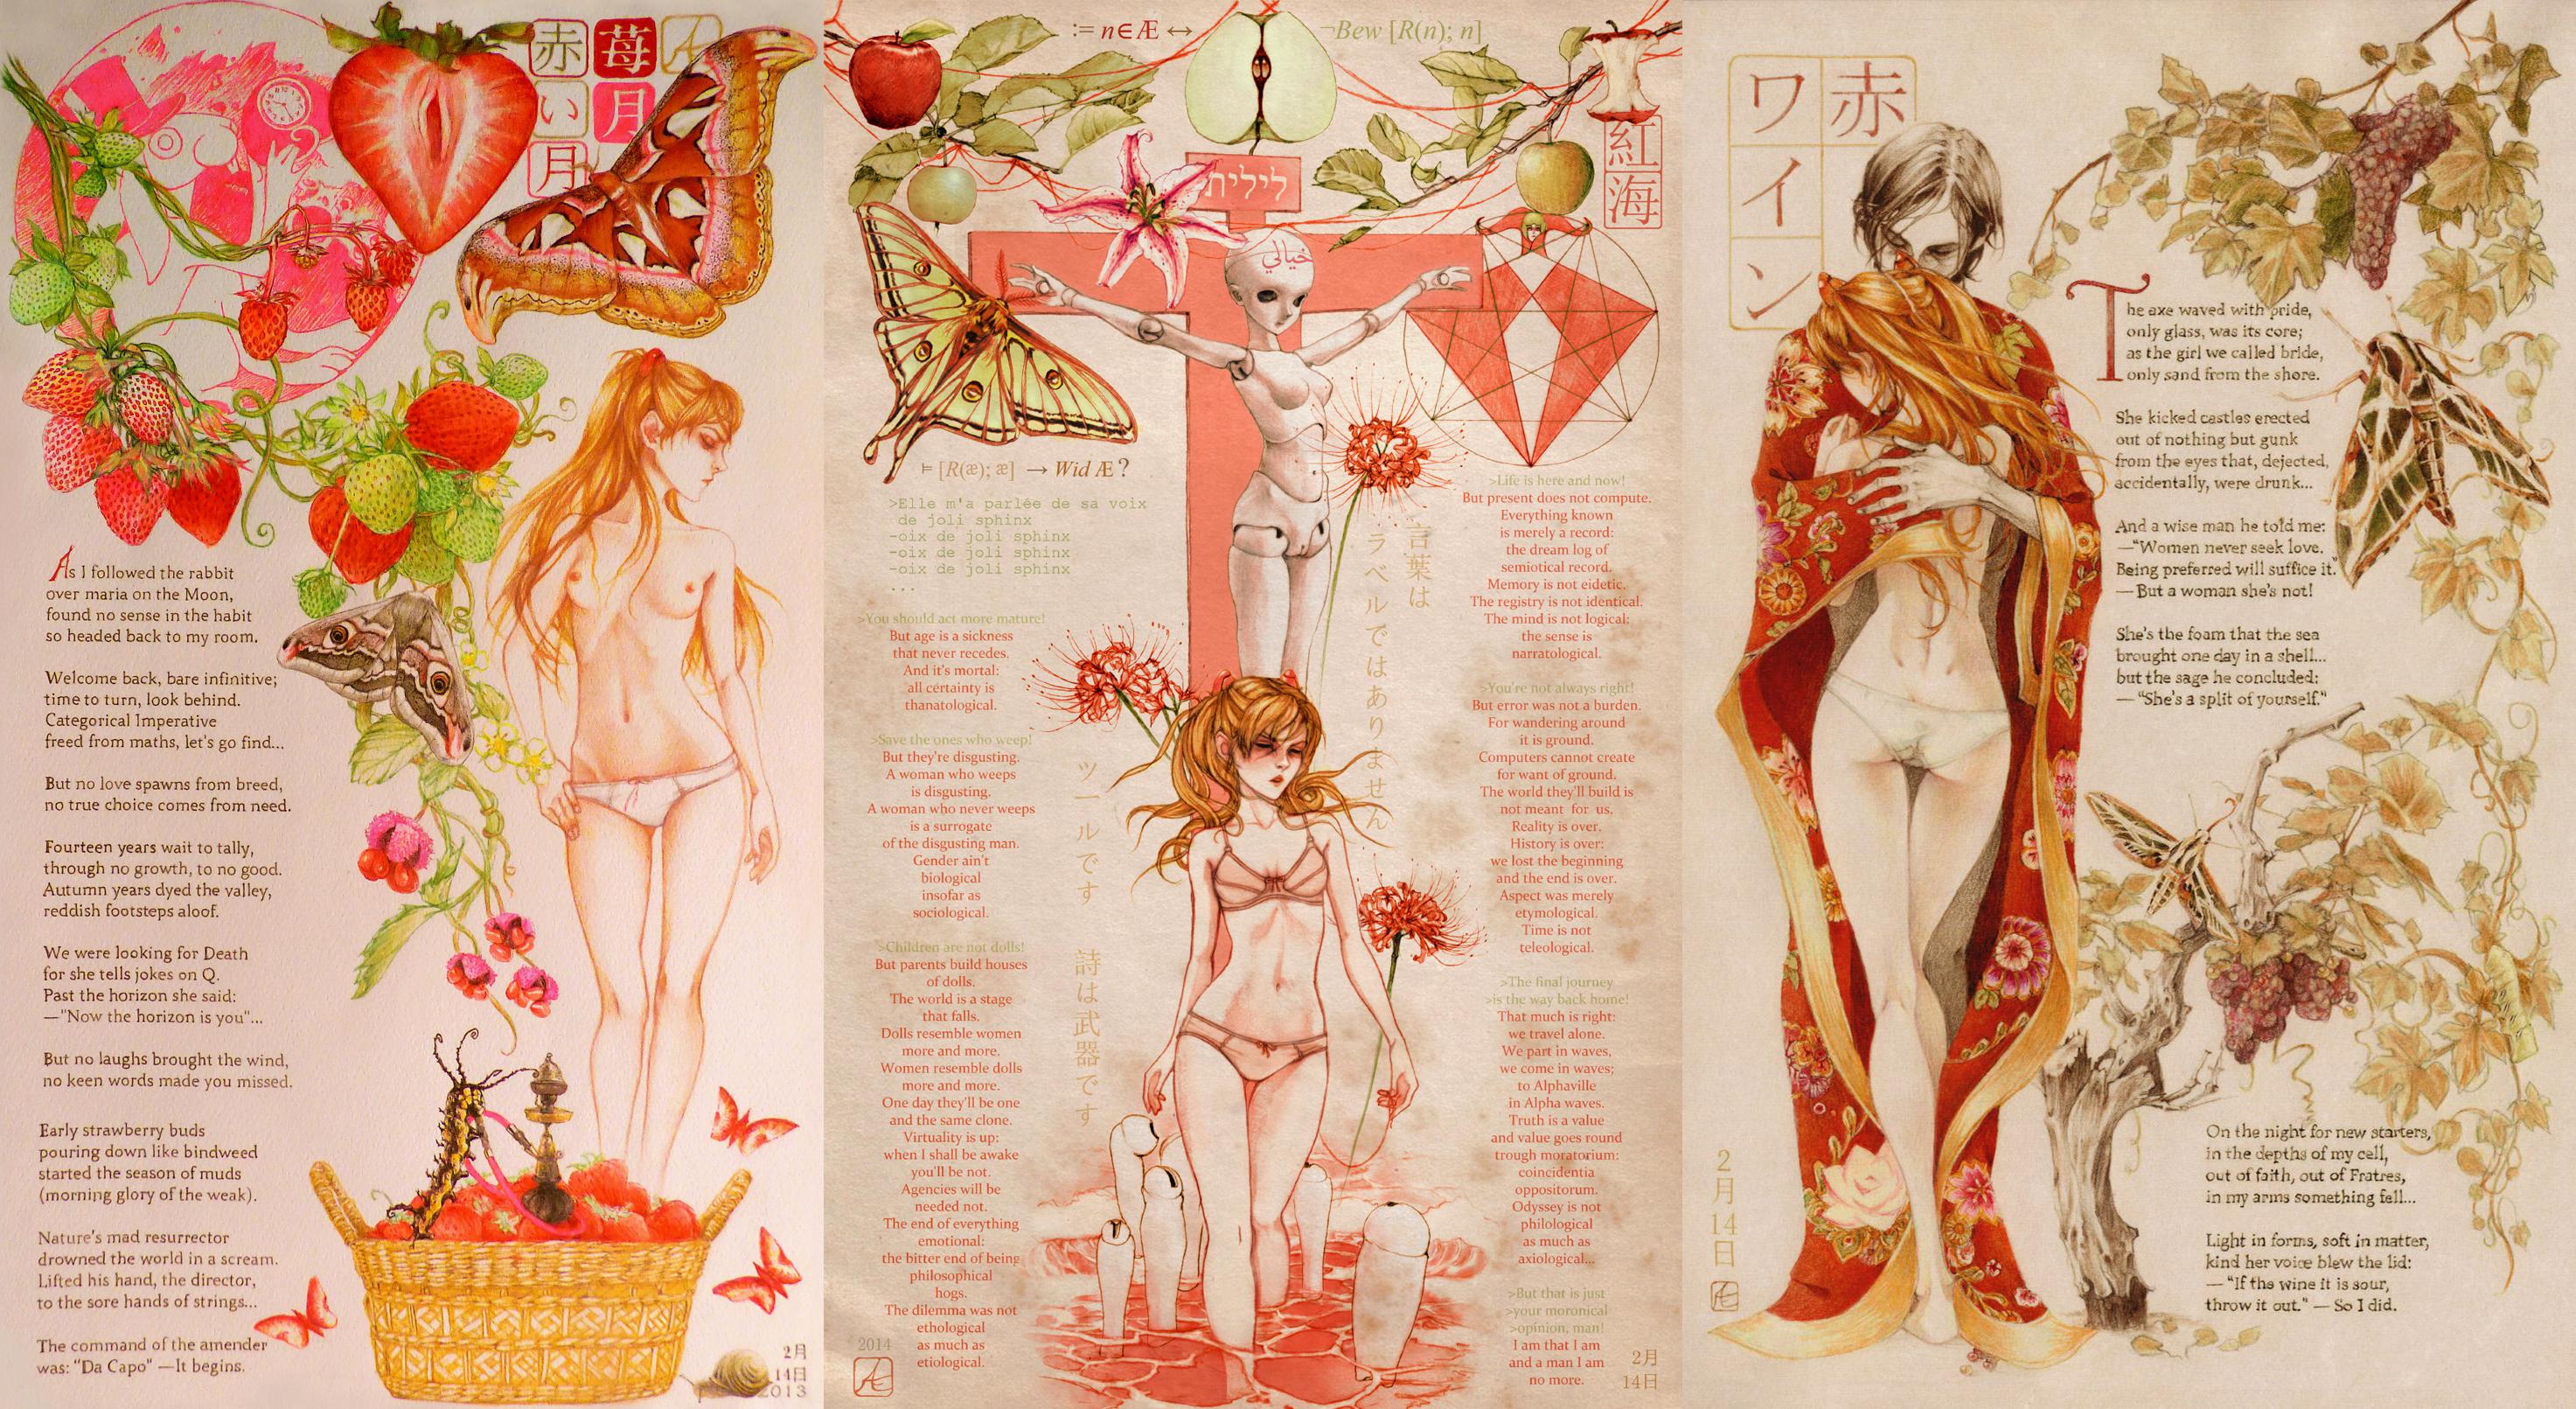 赤い月
苺月
Æ
As I followed the rabbit
over maria on the Moon,
found no sense in the habit
so headed back to my room.
Welcome back, bare infinitive;
time to turn, look behind.
Categorical Imperative
freed from maths, let's go find...
But no love spawns from breed,
no true choice comes from need.
Fourteen years wait to tally,
through no growth, to no good.
Autumn years dyed the valley,
reddish footsteps aloof.
We were looking for Death
for she tells jokes on Q.
Past the horizon she said:
—"Now the horizon is you"...
But no laughs brought the wind,
no keen words made you missed.
Early strawberry buds
pouring down like bindweed
started the season of muds
(morning glory of the weak).
Nature's mad resurrector
drowned the world in a scream.
Lifted his hand, the director,
to the sore hands of strings...
The command of the amender
was: "Da Capo" —It begins.
2月
14日
2013
:= n∈Æ ↔
¬Bew [R(n); n]
紅海
לילית
خيالي
⊨ [R(æ); æ] → Wid Æ ?
>Elle m'a parlée de sa voix
de joli sphinx
-oix de joli sphinx
-oix de joli sphinx
-oix de joli sphinx
...
>You should act more mature!
But age is a sickness
that never recedes.
And it's mortal:
all certainty is
thanatological.
>Save the ones who weep!
But they're disgusting.
A woman who weeps
is disgusting.
A woman who never weeps
is a surrogate
of the disgusting man.
Gender ain't
biological
insofar as
sociological.
>Children are not dolls!
But parents build houses
of dolls.
The world is a stage
that falls.
Dolls resemble women
more and more.
Women resemble dolls
more and more.
One day they'll be one
and the same clone.
Virtuality is up:
when I shall be awake
you'll be not.
Agencies will be
needed not.
The end of everything
emotional:
the bitter end of being
philosophical
hogs.
The dilemma was not
ethological
as much as
etiological.
2014
Æ
言葉は
ラベルではありません
ツールです
詩は武器です
>Life is here and now!
But present does not compute.
Everything known
is merely a record:
the dream log of
semiotical record.
Memory is not eidetic.
The registry is not identical.
The mind is not logical:
the sense is
narratological.
>You're not always right!
But error was not a burden.
For wandering around
it is ground.
Computers cannot create
for want of ground.
The world they'll build is
not meant for us.
Reality is over.
History is over:
we lost the beginning
and the end is over.
Aspect was merely
etymological.
Time is not
teleological.
>The final journey
>is the way back home!
That much is right:
we travel alone.
We part in waves,
we come in waves;
to Alphaville
in Alpha waves.
Truth is a value
and value goes round
trough moratorium:
coincidentia
oppositorum.
Odyssey is not
philological
as much as
axiological...
>But that is just
>your moronical
>opinion, man!
I am that I am
and a man I am
no more.
2月
14日
赤
ワイン
The axe waved with pride,
only glass, was its core;
as the girl we called bride,
only sand from the shore.
She kicked castles erected
out of nothing but gunk
from the eyes that, dejected,
accidentally, were drunk...
And a wise man he told me:
—"Women never seek love.
Being preferred will suffice it."
—But a woman she's not!
She's the foam that the sea
brought one day in a shell...
but the sage he concluded:
—"She's a split of yourself."
On the night for new starters,
in the depths of my cell,
out of faith, out of Fratres,
in my arms something fell...
Light in forms, soft in matter,
kind her voice blew the lid:
—"If the wine it is sour,
throw it out." — So I did.
2月14日
Æ